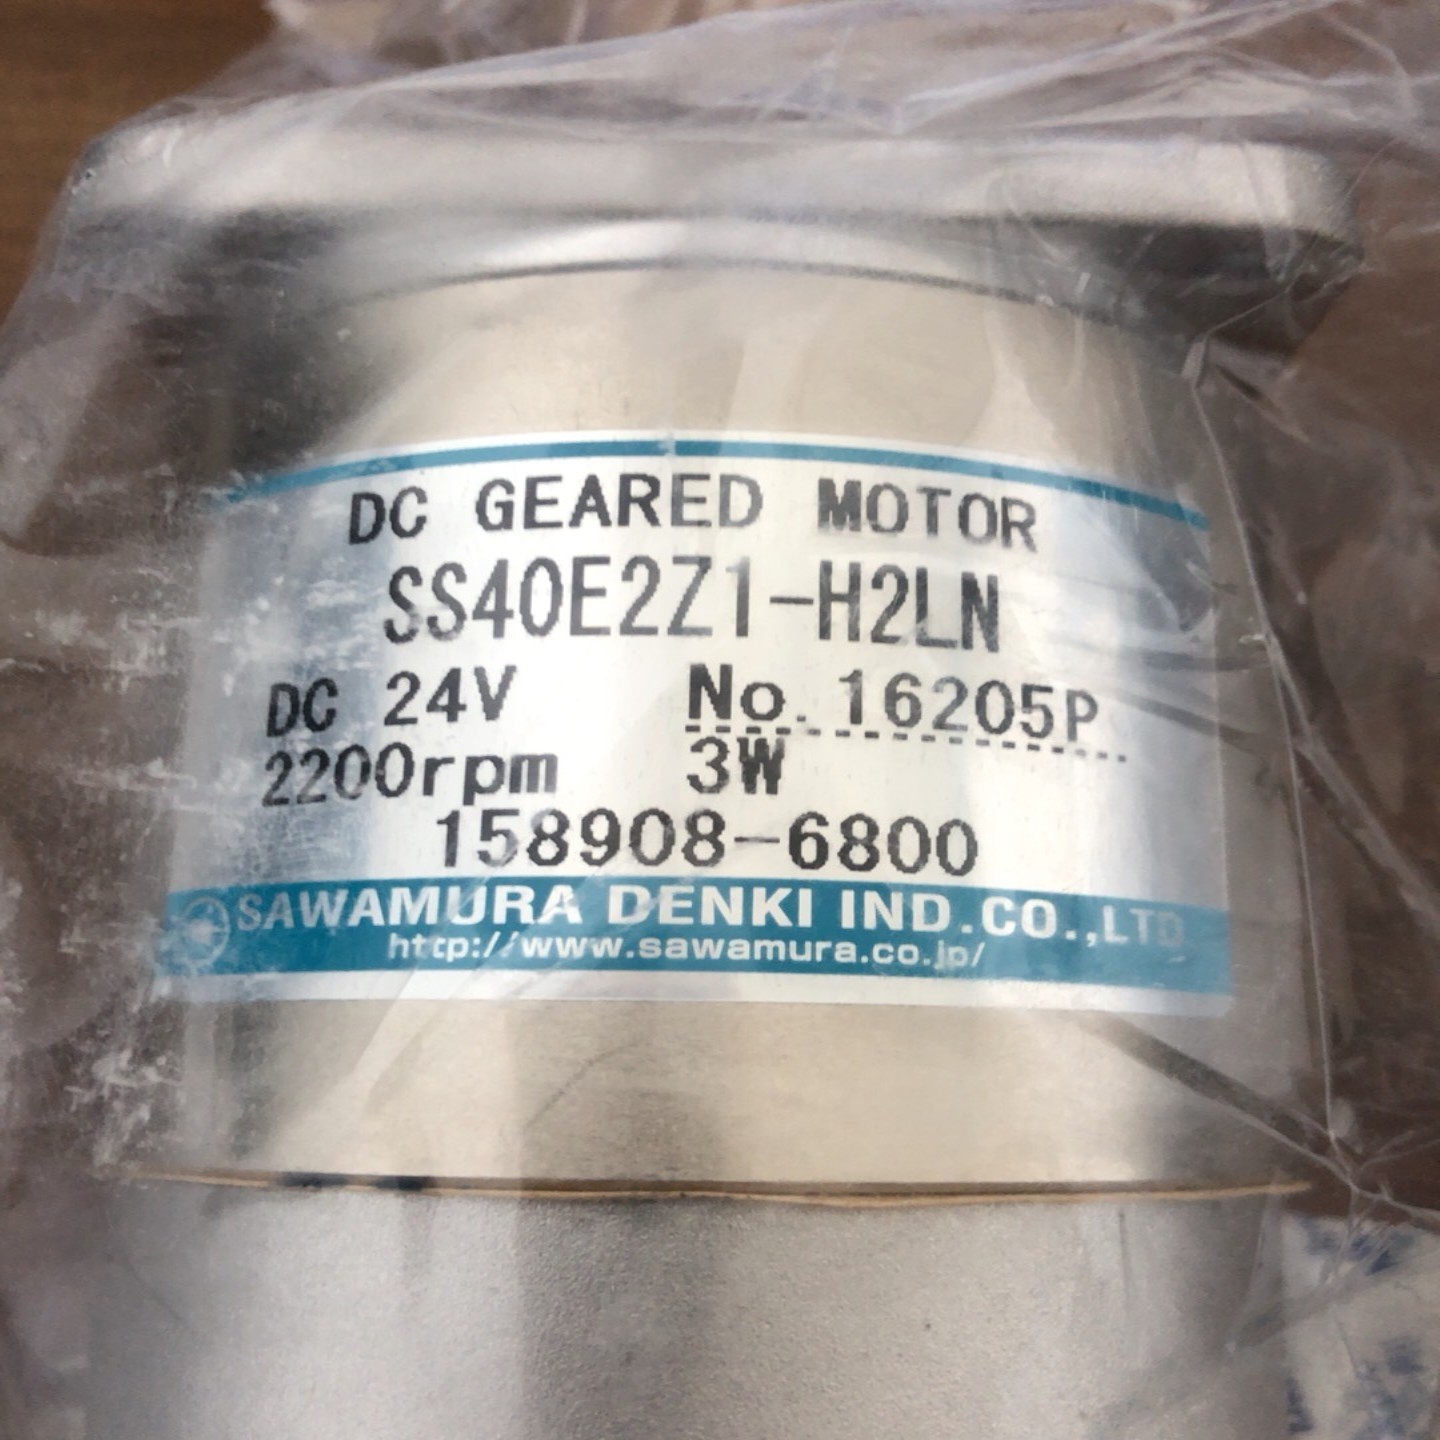 DC GEARED MOTOR
SS40E2Z1-H2LN
DC 24V No. 16205P
2200rpm 3W
158908-6800
SAWAMURA DENKI IND.CO.,LTD
http://www.sawamura.co.jp/